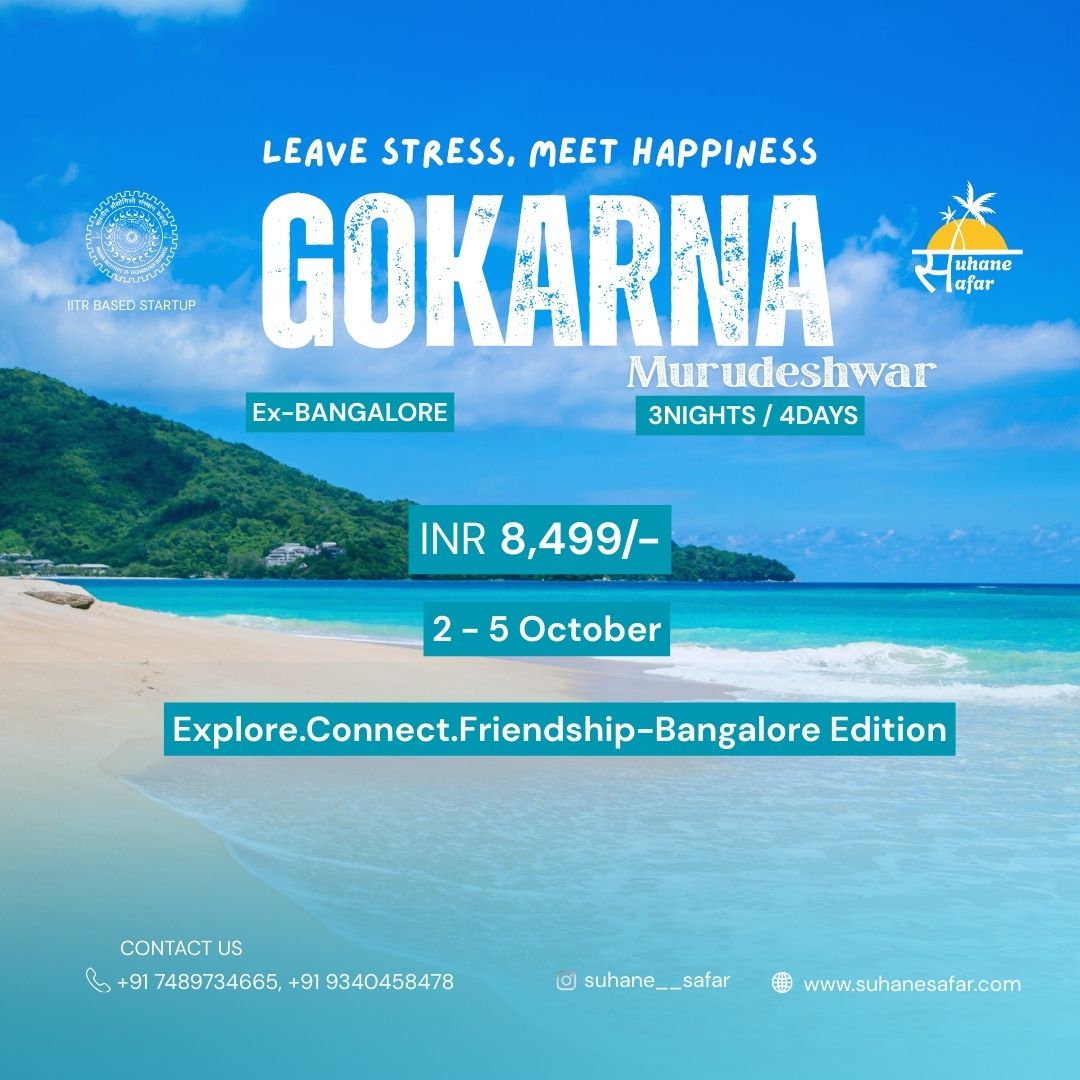 LEAVE STRESS, MEET HAPPINESS
GOKARNA
Murudeshwar
IITR BASED STARTUP
सuhane
afar
Ex-BANGALORE
3NIGHTS / 4DAYS
INR 8,499/-
2 - 5 October
Explore.Connect.Friendship-Bangalore Edition
CONTACT US
+91 7489734665, +91 9340458478
suhane__safar
www.suhanesafar.com